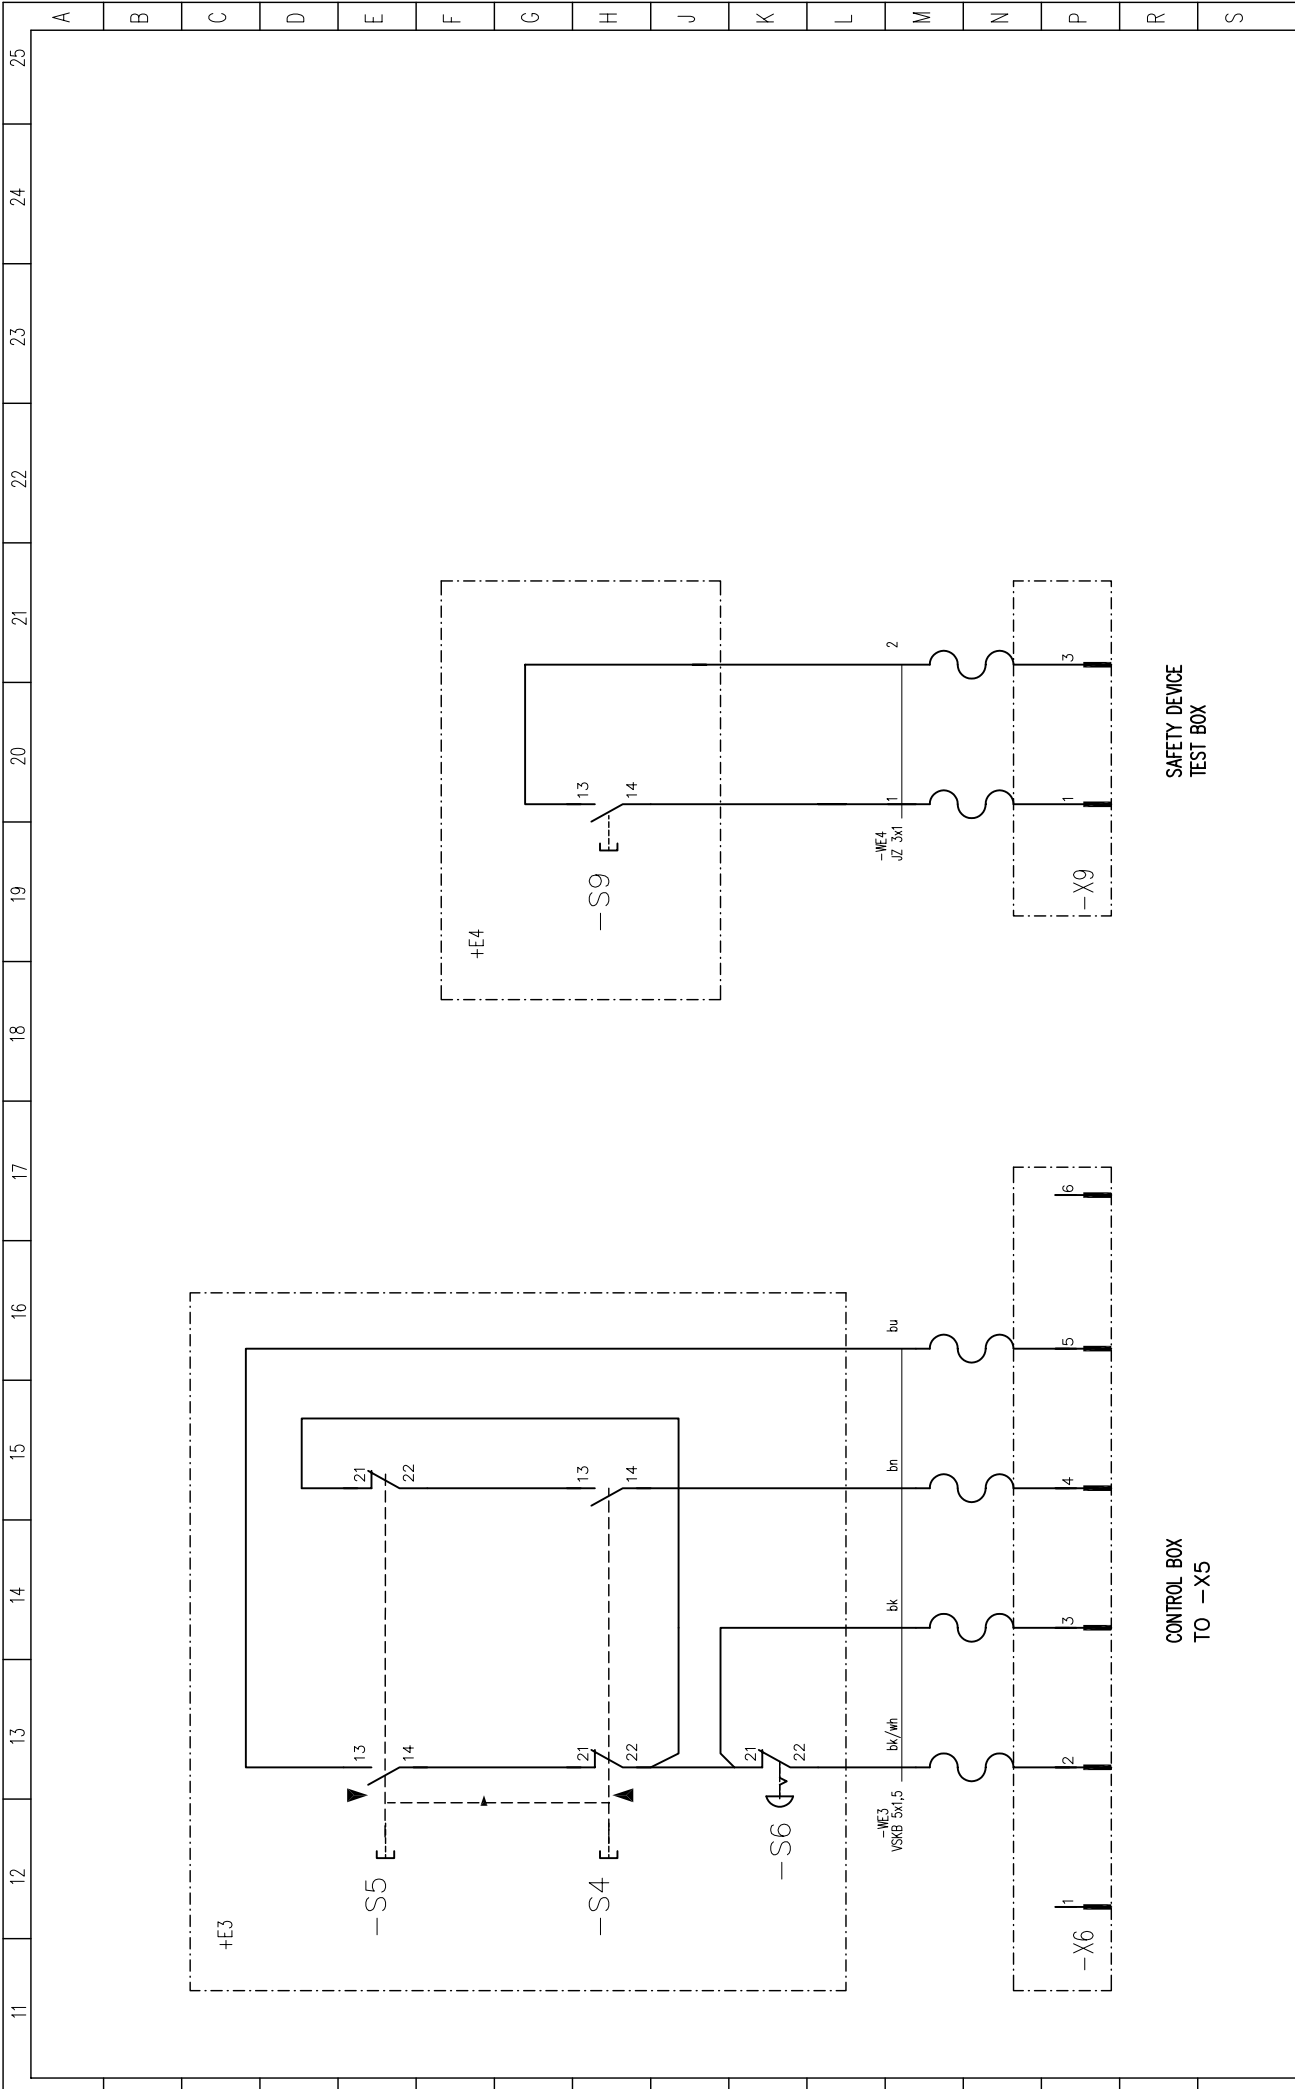 A
B
C
D
E
F
G
H
J
K
L
M
N
P
R
S
25
24
23
22
21
20
19
18
17
16
15
14
13
12
11
+E3
-S5
13
14
21
22
-S4
21
22
13
14
-S6
21
22
-WE3
VSKB 5x1,5
bk/wh
bk
bn
bu
-X6
1
2
3
4
5
6
CONTROL BOX
TO -X5
+E4
-S9
13
14
-WE4
JZ 3x1
1
2
-X9
1
3
SAFETY DEVICE
TEST BOX